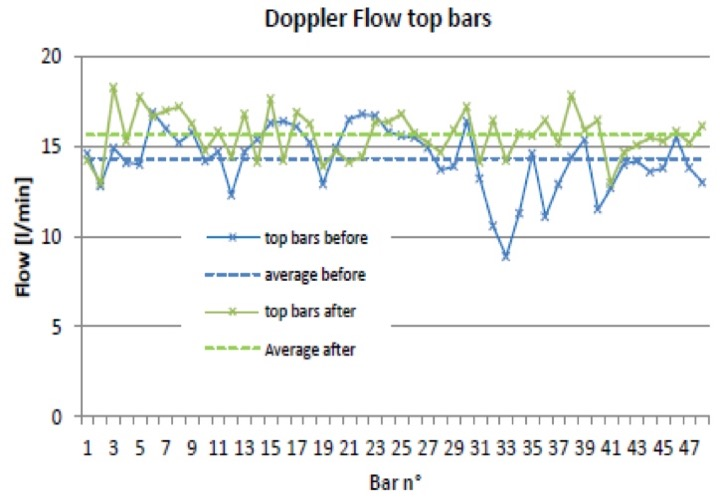 Doppler Flow top bars
20
15
10
5
0
Flow [l/min]
top bars before
average before
top bars after
Average after
1 3 5 7 9 11 13 15 17 19 21 23 25 27 29 31 33 35 37 39 41 43 45 47
Bar n°